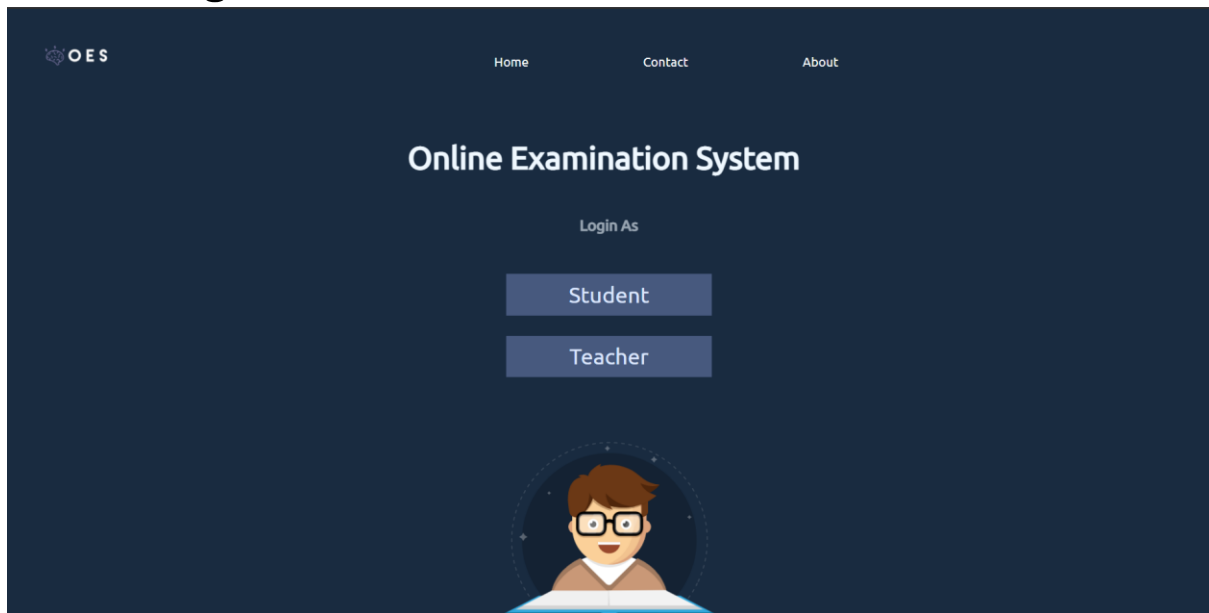 OES
Home Contact About
Online Examination System
Login As
Student
Teacher